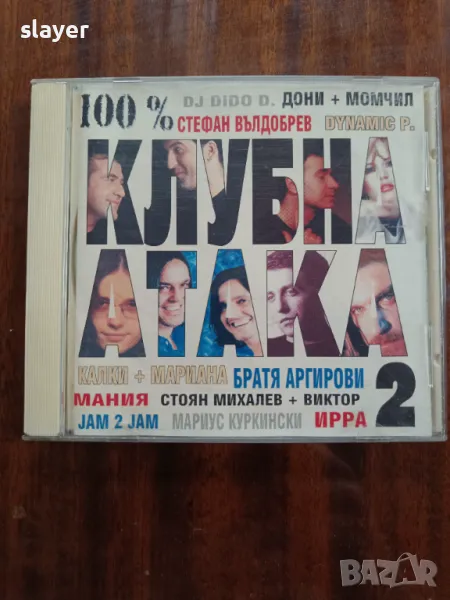 slayer
100 % DJ DIDO D. ДОНИ + МОМЧИЛ
СТЕФАН ВЪЛДОБРЕВ DYNAMIC P.
КЛУБНА
АТАКА
КАЛКИ + МАРИАНА БРАТЯ АРГИРОВИ 2
МАНИЯ СТОЯН МИХАЛЕВ + ВИКТОР
JAM 2 JAM МАРИУС КУРКИНСКИ ИРРА
BAZAR